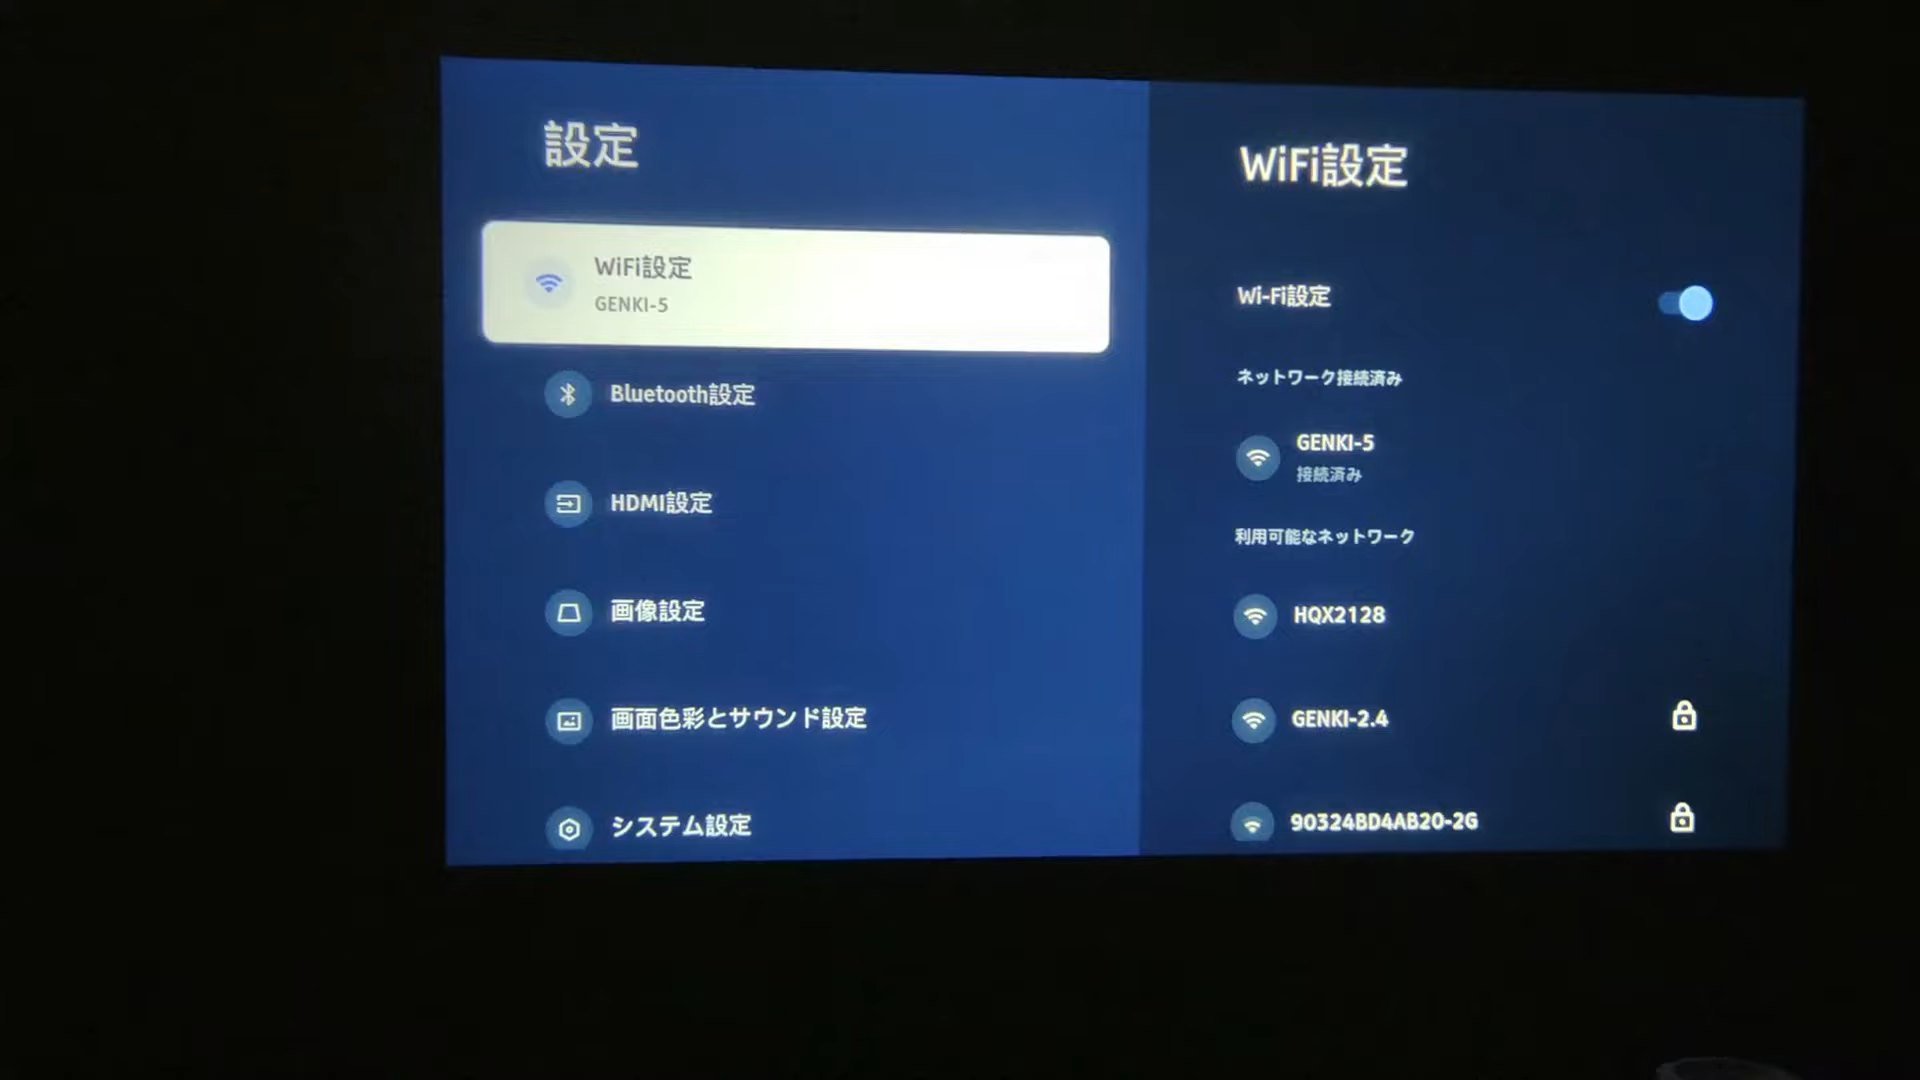 設定
WiFi設定
GENKI-5
Bluetooth設定
HDMI設定
画像設定
画面色彩とサウンド設定
システム設定
WiFi設定
Wi-Fi設定
ネットワーク接続済み
GENKI-5
接続済み
利用可能なネットワーク
HQX2128
GENKI-2.4
90324BD4AB20-2G